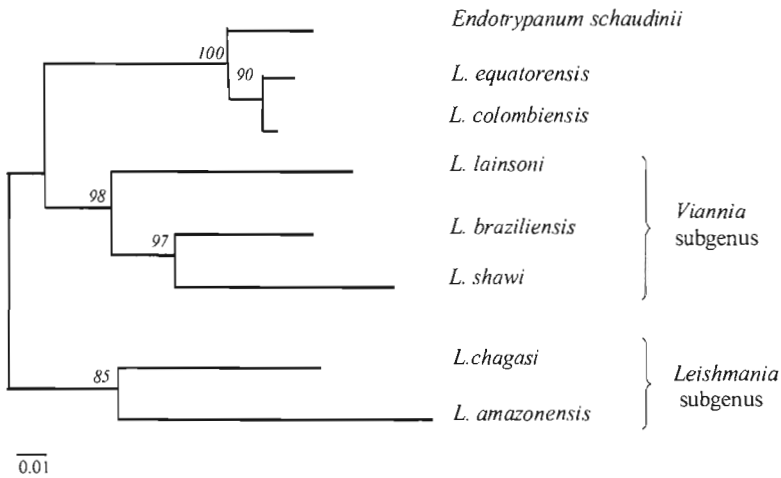 Endotrypanum schaudinii
100
90
L. equatorensis
L. colombiensis
L. lainsoni
98
Viannia
subgenus
97
L. braziliensis
L. shawi
L.chagasi
85
Leishmania
subgenus
L. amazonensis
0.01